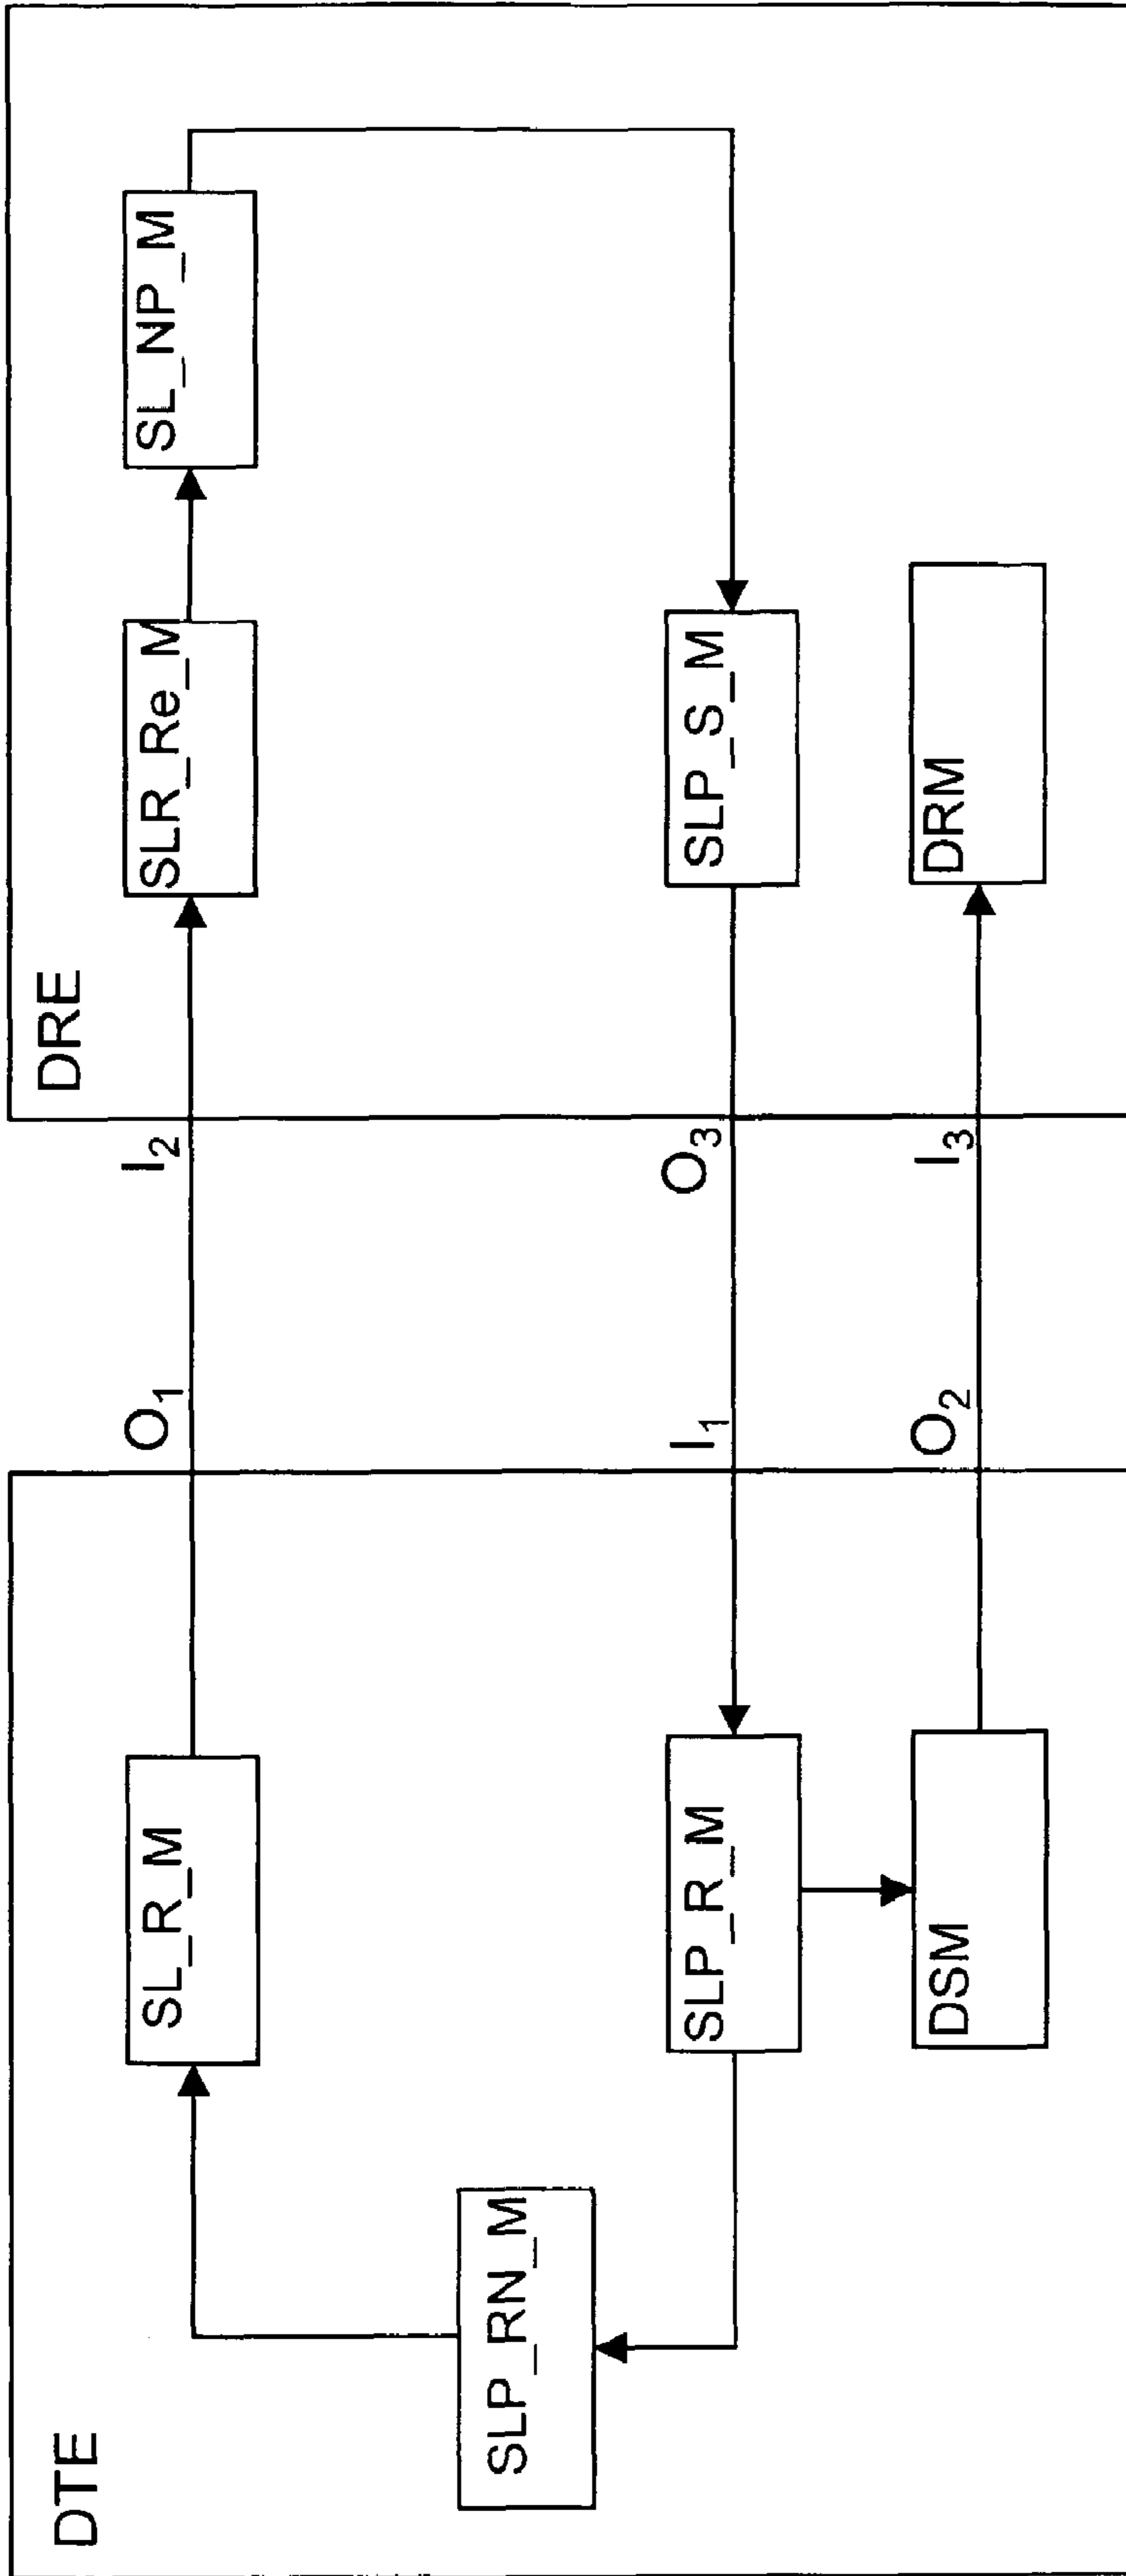 DTE
SL_R_M
O1
I2
DRE
SLR_Re_M
SL_NP_M
SLP_RN_M
SLP_R_M
I1
O3
SLP_S_M
DSM
O2
I3
DRM